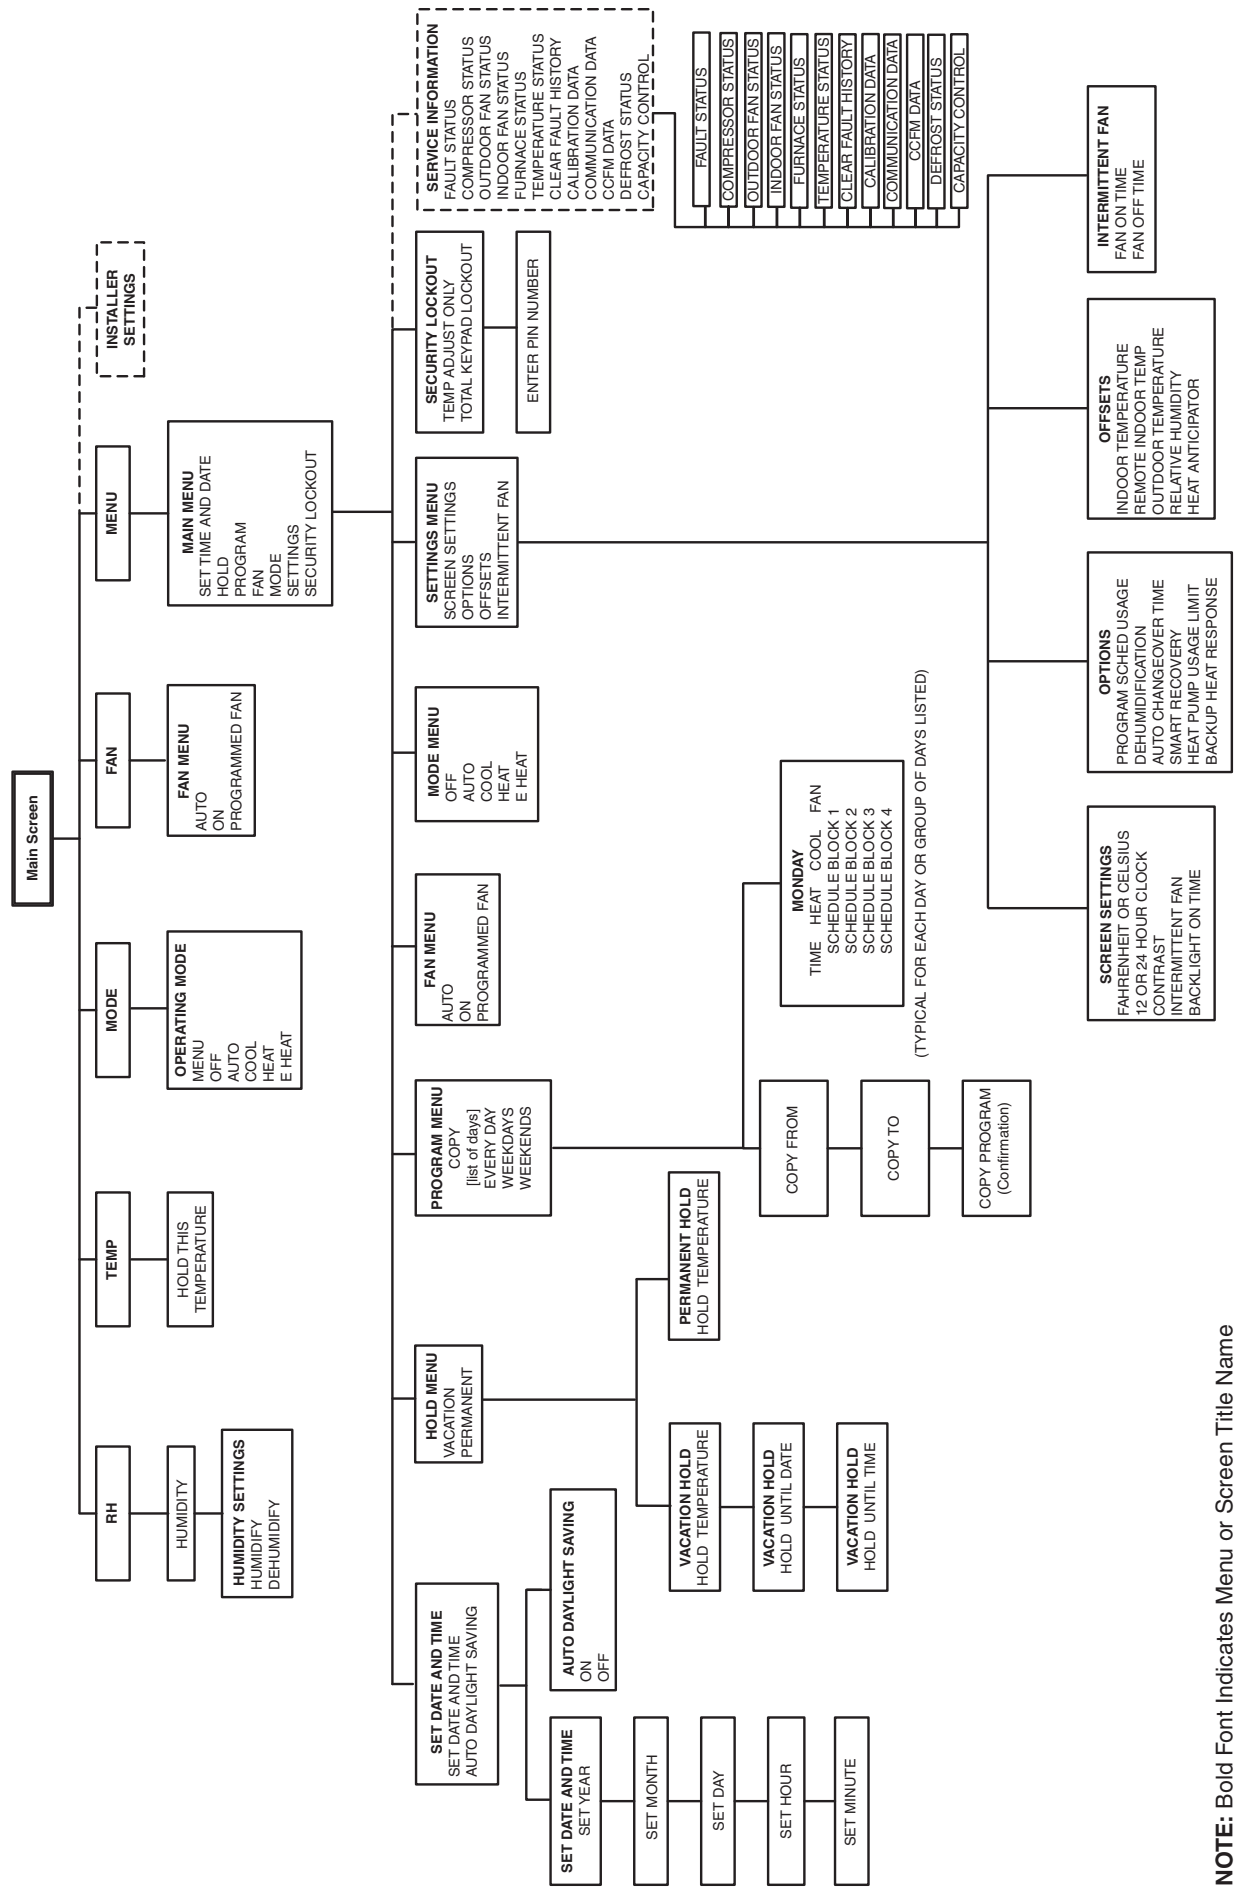 Main Screen
RH
TEMP
MODE
FAN
MENU
INSTALLER
SETTINGS
HUMIDITY
HUMIDITY SETTINGS
HUMIDIFY
DEHUMIDIFY
HOLD THIS
TEMPERATURE
OPERATING MODE
MENU
OFF
AUTO
COOL
HEAT
E HEAT
FAN MENU
AUTO
ON
PROGRAMMED FAN
MAIN MENU
SET TIME AND DATE
HOLD
PROGRAM
FAN
MODE
SETTINGS
SECURITY LOCKOUT
SET DATE AND TIME
SET DATE AND TIME
AUTO DAYLIGHT SAVING
HOLD MENU
VACATION
PERMANENT
PROGRAM MENU
COPY
[list of days]
EVERY DAY
WEEKDAYS
WEEKENDS
FAN MENU
AUTO
ON
PROGRAMMED FAN
MODE MENU
OFF
AUTO
COOL
HEAT
E HEAT
SETTINGS MENU
SCREEN SETTINGS
OPTIONS
OFFSETS
INTERMITTENT FAN
SECURITY LOCKOUT
TEMP ADJUST ONLY
TOTAL KEYPAD LOCKOUT
ENTER PIN NUMBER
SERVICE INFORMATION
FAULT STATUS
COMPRESSOR STATUS
OUTDOOR FAN STATUS
INDOOR FAN STATUS
FURNACE STATUS
TEMPERATURE STATUS
CLEAR FAULT HISTORY
CALIBRATION DATA
COMMUNICATION DATA
CCFM DATA
DEFROST STATUS
CAPACITY CONTROL
FAULT STATUS
COMPRESSOR STATUS
OUTDOOR FAN STATUS
INDOOR FAN STATUS
FURNACE STATUS
TEMPERATURE STATUS
CLEAR FAULT HISTORY
CALIBRATION DATA
COMMUNICATION DATA
CCFM DATA
DEFROST STATUS
CAPACITY CONTROL
SET DATE AND TIME
SET YEAR
SET MONTH
SET DAY
SET HOUR
SET MINUTE
AUTO DAYLIGHT SAVING
ON
OFF
VACATION HOLD
HOLD TEMPERATURE
VACATION HOLD
HOLD UNTIL DATE
VACATION HOLD
HOLD UNTIL TIME
PERMANENT HOLD
HOLD TEMPERATURE
COPY FROM
COPY TO
COPY PROGRAM
(Confirmation)
MONDAY
TIME HEAT COOL FAN
SCHEDULE BLOCK 1
SCHEDULE BLOCK 2
SCHEDULE BLOCK 3
SCHEDULE BLOCK 4
(TYPICAL FOR EACH DAY OR GROUP OF DAYS LISTED)
SCREEN SETTINGS
FAHRENHEIT OR CELSIUS
12 OR 24 HOUR CLOCK
CONTRAST
INTERMITTENT FAN
BACKLIGHT ON TIME
OPTIONS
PROGRAM SCHED USAGE
DEHUMIDIFICATION
AUTO CHANGEOVER TIME
SMART RECOVERY
HEAT PUMP USAGE LIMIT
BACKUP HEAT RESPONSE
OFFSETS
INDOOR TEMPERATURE
REMOTE INDOOR TEMP
OUTDOOR TEMPERATURE
RELATIVE HUMIDITY
HEAT ANTICIPATOR
INTERMITTENT FAN
FAN ON TIME
FAN OFF TIME
NOTE: Bold Font Indicates Menu or Screen Title Name